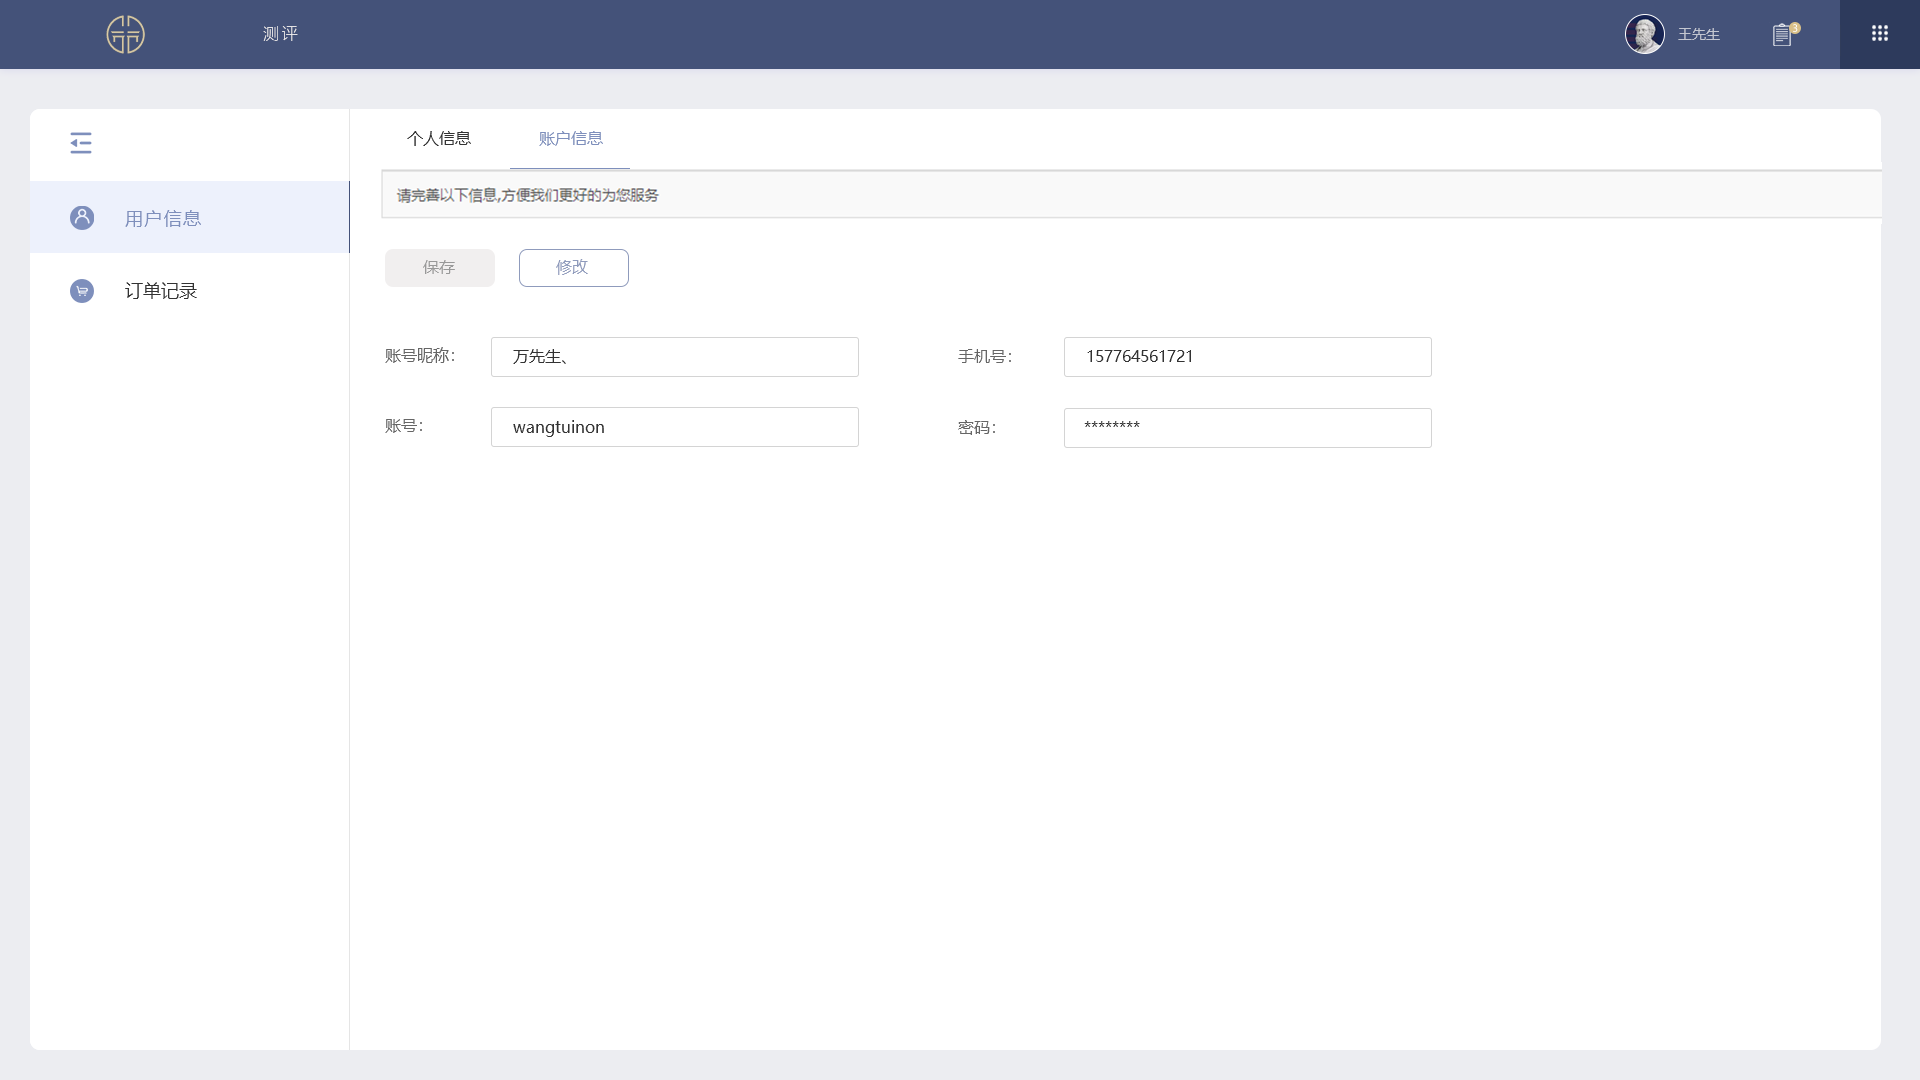 测评
王先生
3
个人信息
账户信息
请完善以下信息,方便我们更好的为您服务
用户信息
保存
修改
订单记录
账号昵称：
万先生、
手机号：
157764561721
账号：
wangtuinon
密码：
********